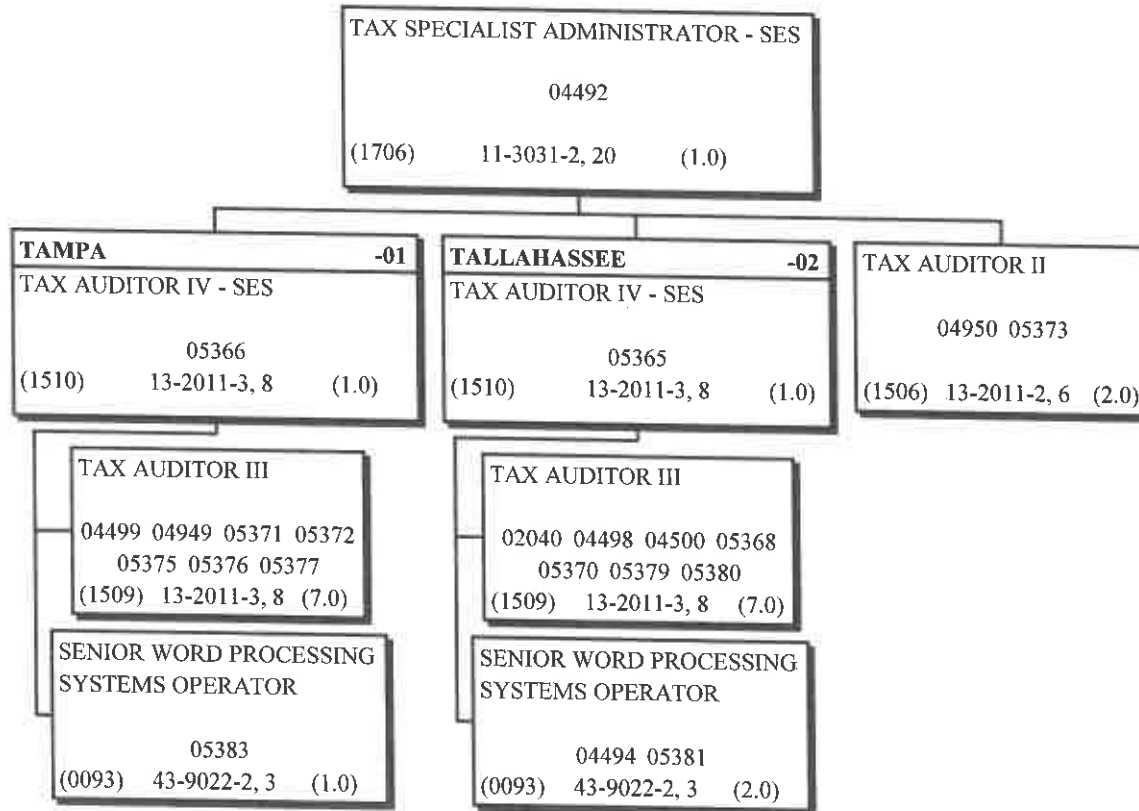 TAX SPECIALIST ADMINISTRATOR - SES
04492
(1706) 11-3031-2, 20 (1.0)
TAMPA -01
TAX AUDITOR IV - SES
05366
(1510) 13-2011-3, 8 (1.0)
TALLAHASSEE -02
TAX AUDITOR IV - SES
05365
(1510) 13-2011-3, 8 (1.0)
TAX AUDITOR II
04950 05373
(1506) 13-2011-2, 6 (2.0)
TAX AUDITOR III
04499 04949 05371 05372
05375 05376 05377
(1509) 13-2011-3, 8 (7.0)
SENIOR WORD PROCESSING
SYSTEMS OPERATOR
05383
(0093) 43-9022-2, 3 (1.0)
TAX AUDITOR III
02040 04498 04500 05368
05370 05379 05380
(1509) 13-2011-3, 8 (7.0)
SENIOR WORD PROCESSING
SYSTEMS OPERATOR
04494 05381
(0093) 43-9022-2, 3 (2.0)